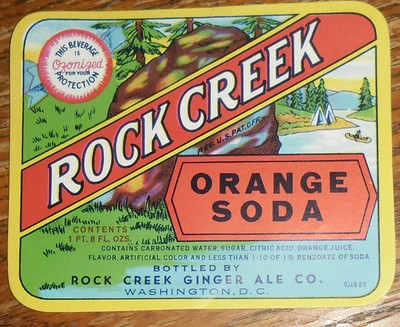 THIS BEVERAGE
IS
Ozonized
FOR YOUR
PROTECTION
ROCK CREEK
REG. U.S. PAT. OFF.
ORANGE
SODA
CONTENTS
1 PT. 8 FL. OZS.
CONTAINS CARBONATED WATER, SUGAR, CITRIC ACID, ORANGE JUICE,
FLAVOR, ARTIFICIAL COLOR AND LESS THAN 1-10 OF 1% BENZOATE OF SODA
BOTTLED BY
ROCK CREEK GINGER ALE CO.
WASHINGTON, D.C.
©1927